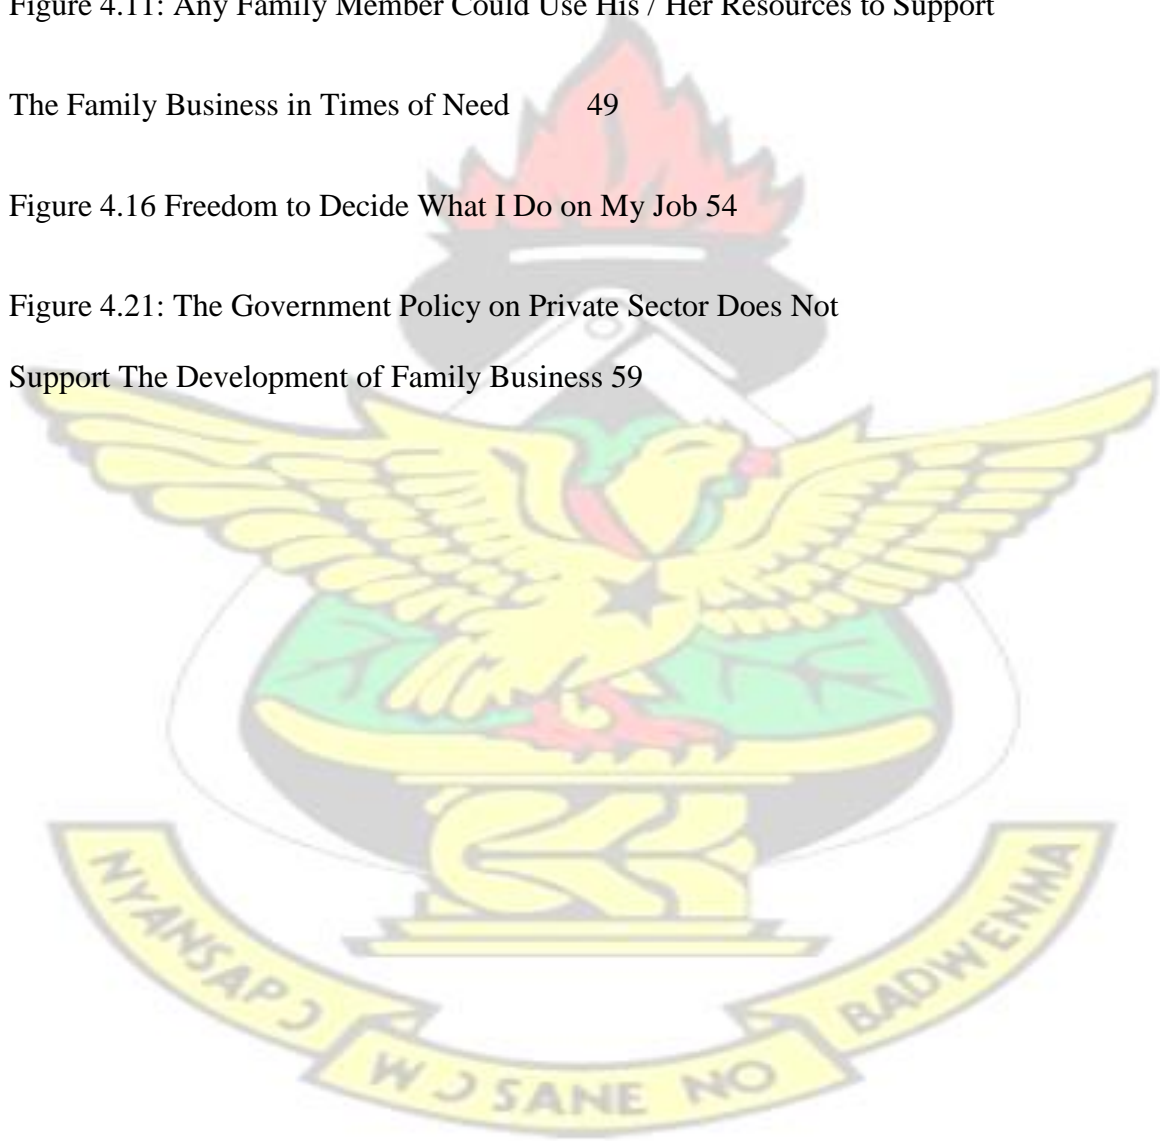 Figure 4.11: Any Family Member Could Use His / Her Resources to Support
The Family Business in Times of Need 49
Figure 4.16 Freedom to Decide What I Do on My Job 54
Figure 4.21: The Government Policy on Private Sector Does Not
Support The Development of Family Business 59
NYANSAPƆ WƆSANE NO BADWENMA